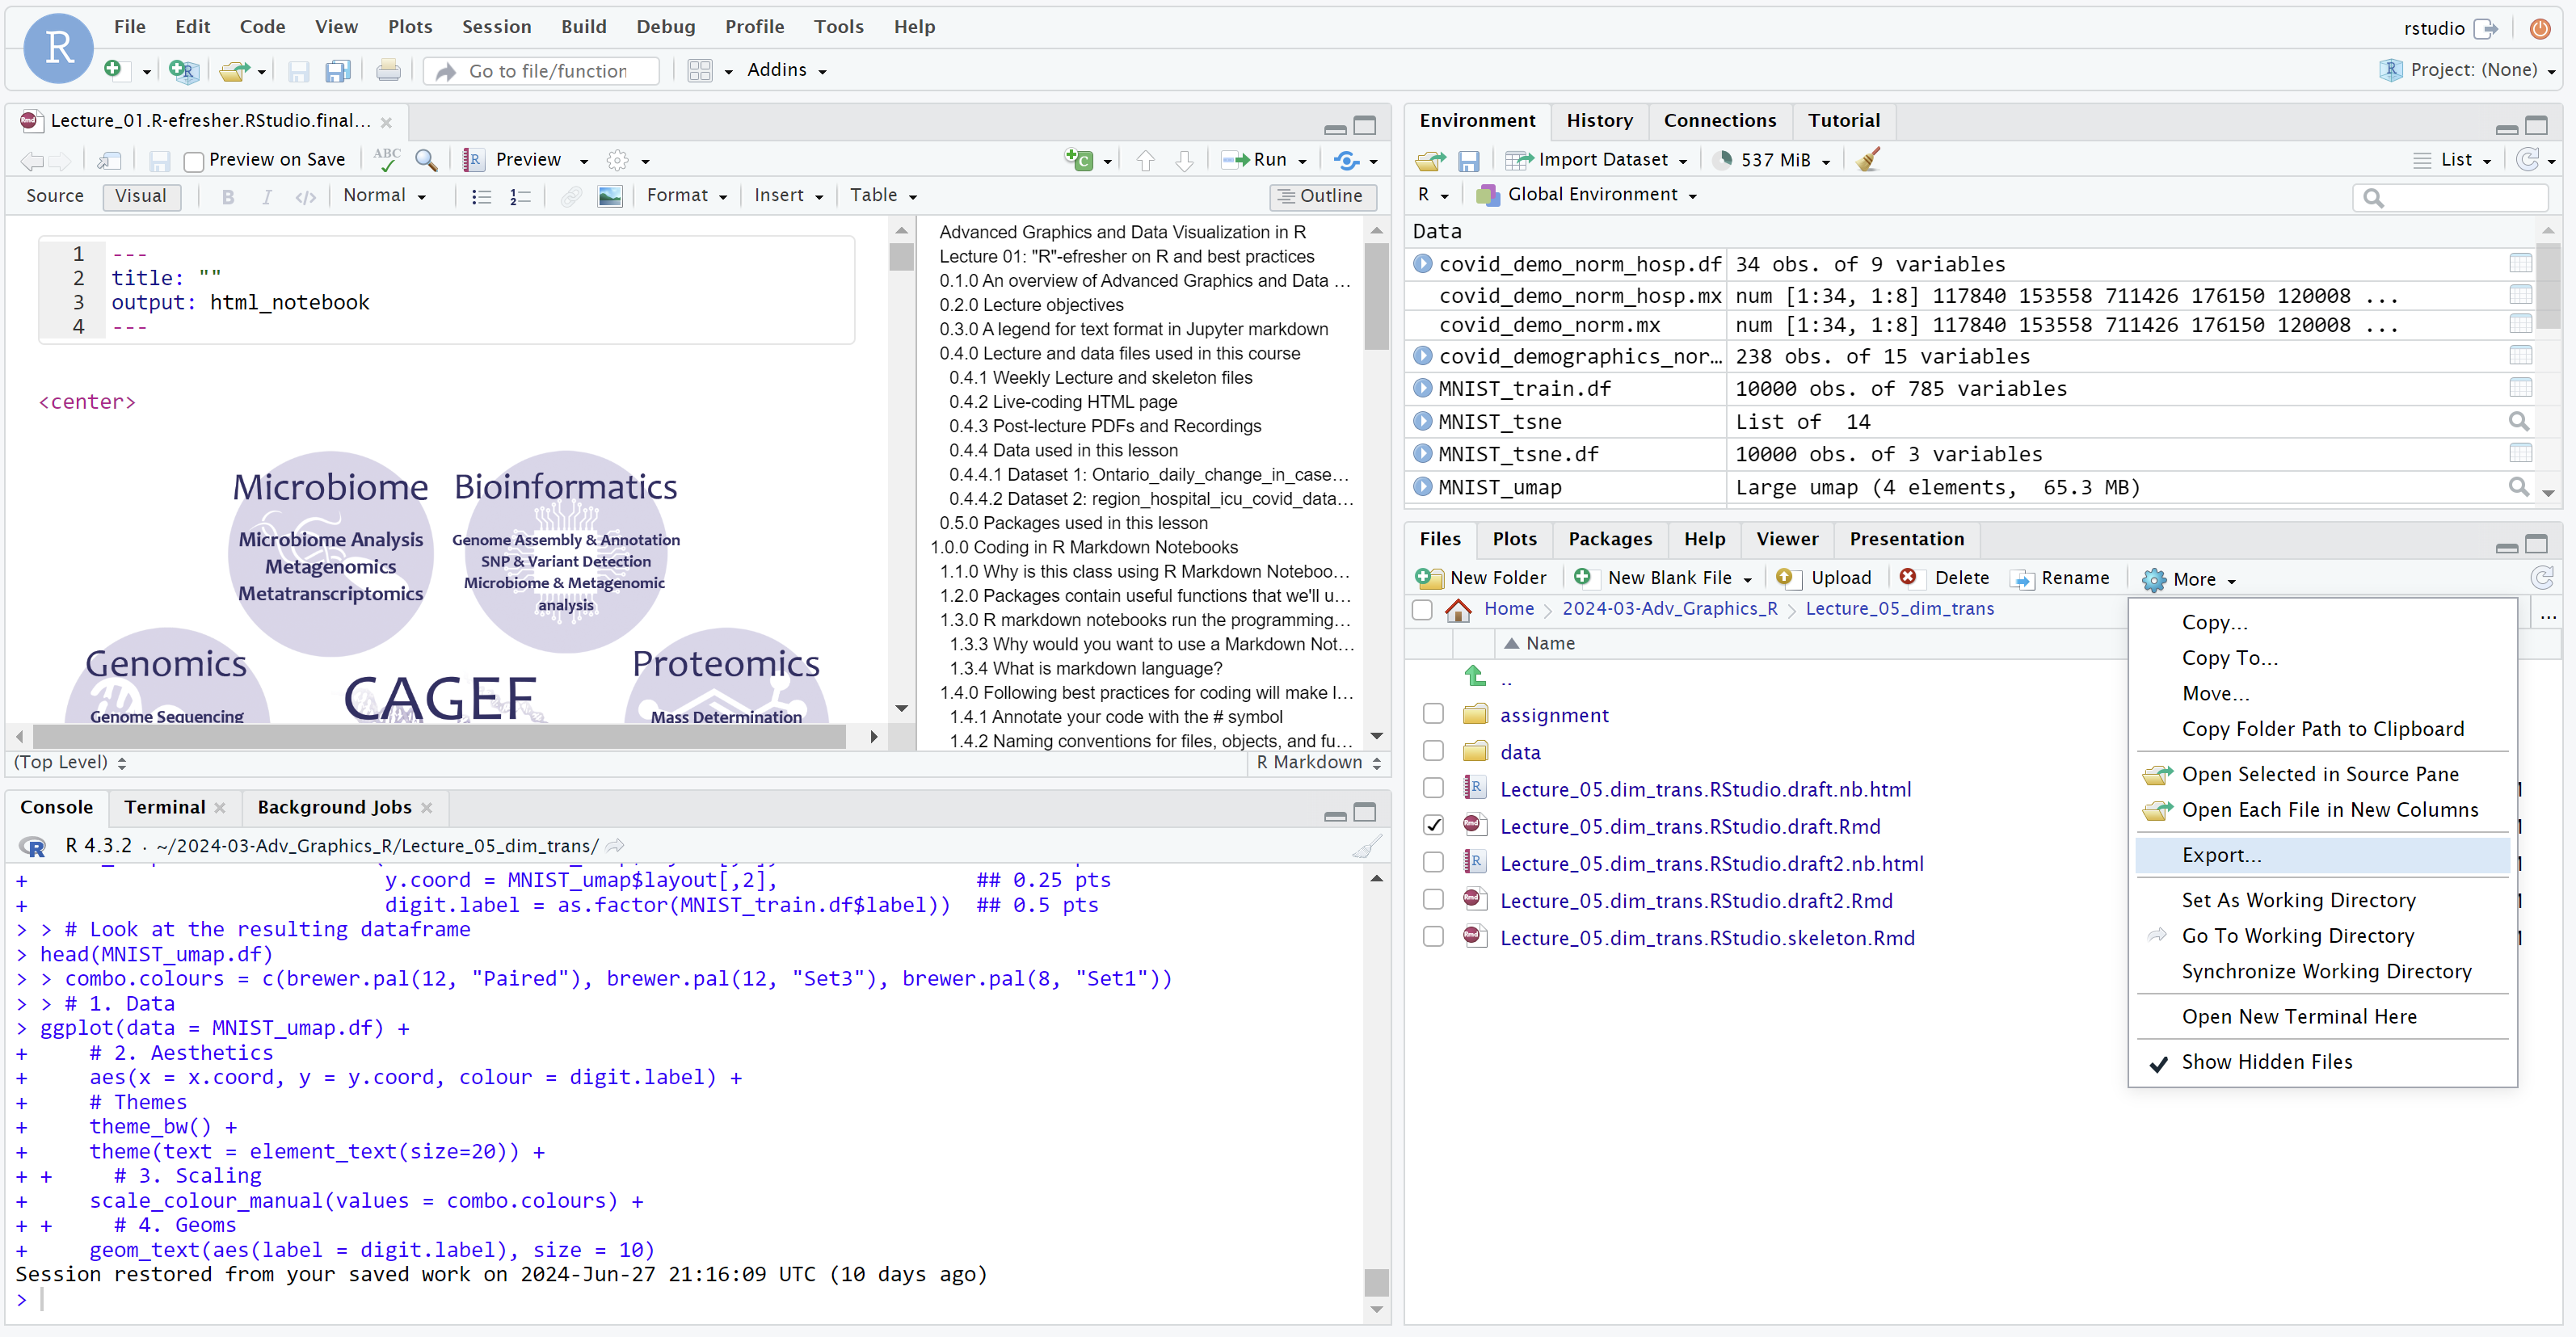 R
File Edit Code View Plots Session Build Debug Profile Tools Help
rstudio
Go to file/function
Addins
Project: (None)
Lecture_01.R-efresher.RStudio.final...
Preview on Save
ABC
Preview
Run
Source
Visual
B I </>
Normal
Format
Insert
Table
Outline
1 ---
2 title: ""
3 output: html_notebook
4 ---
<center>
Microbiome
Microbiome Analysis
Metagenomics
Metatranscriptomics
Bioinformatics
Genome Assembly & Annotation
SNP & Variant Detection
Microbiome & Metagenomic
analysis
Genomics
Genome Sequencing
CAGEF
Proteomics
Mass Determination
Advanced Graphics and Data Visualization in R
Lecture 01: "R"-efresher on R and best practices
0.1.0 An overview of Advanced Graphics and Data ...
0.2.0 Lecture objectives
0.3.0 A legend for text format in Jupyter markdown
0.4.0 Lecture and data files used in this course
0.4.1 Weekly Lecture and skeleton files
0.4.2 Live-coding HTML page
0.4.3 Post-lecture PDFs and Recordings
0.4.4 Data used in this lesson
0.4.4.1 Dataset 1: Ontario_daily_change_in_case...
0.4.4.2 Dataset 2: region_hospital_icu_covid_data...
0.5.0 Packages used in this lesson
1.0.0 Coding in R Markdown Notebooks
1.1.0 Why is this class using R Markdown Noteboo...
1.2.0 Packages contain useful functions that we'll u...
1.3.0 R markdown notebooks run the programming...
1.3.3 Why would you want to use a Markdown Not...
1.3.4 What is markdown language?
1.4.0 Following best practices for coding will make l...
1.4.1 Annotate your code with the # symbol
1.4.2 Naming conventions for files, objects, and fu...
(Top Level)
R Markdown
Console
Terminal
Background Jobs
R 4.3.2 · ~/2024-03-Adv_Graphics_R/Lecture_05_dim_trans/
+ y.coord = MNIST_umap$layout[,2], ## 0.25 pts
+ digit.label = as.factor(MNIST_train.df$label)) ## 0.5 pts
> > # Look at the resulting dataframe
> head(MNIST_umap.df)
> > combo.colours = c(brewer.pal(12, "Paired"), brewer.pal(12, "Set3"), brewer.pal(8, "Set1"))
> > # 1. Data
> ggplot(data = MNIST_umap.df) +
+ # 2. Aesthetics
+ aes(x = x.coord, y = y.coord, colour = digit.label) +
+ # Themes
+ theme_bw() +
+ theme(text = element_text(size=20)) +
+ + # 3. Scaling
+ scale_colour_manual(values = combo.colours) +
+ + # 4. Geoms
+ geom_text(aes(label = digit.label), size = 10)
Session restored from your saved work on 2024-Jun-27 21:16:09 UTC (10 days ago)
>
Environment
History
Connections
Tutorial
Import Dataset
537 MiB
List
R
Global Environment
Data
covid_demo_norm_hosp.df 34 obs. of 9 variables
covid_demo_norm_hosp.mx num [1:34, 1:8] 117840 153558 711426 176150 120008 ...
covid_demo_norm.mx num [1:34, 1:8] 117840 153558 711426 176150 120008 ...
covid_demographics_nor... 238 obs. of 15 variables
MNIST_train.df 10000 obs. of 785 variables
MNIST_tsne List of 14
MNIST_tsne.df 10000 obs. of 3 variables
MNIST_umap Large umap (4 elements, 65.3 MB)
Files
Plots
Packages
Help
Viewer
Presentation
New Folder
New Blank File
Upload
Delete
Rename
More
Home
2024-03-Adv_Graphics_R
Lecture_05_dim_trans
...
Name
..
assignment
data
Lecture_05.dim_trans.RStudio.draft.nb.html
Lecture_05.dim_trans.RStudio.draft.Rmd
Lecture_05.dim_trans.RStudio.draft2.nb.html
Lecture_05.dim_trans.RStudio.draft2.Rmd
Lecture_05.dim_trans.RStudio.skeleton.Rmd
Copy...
Copy To...
Move...
Copy Folder Path to Clipboard
Open Selected in Source Pane
Open Each File in New Columns
Export...
Set As Working Directory
Go To Working Directory
Synchronize Working Directory
Open New Terminal Here
Show Hidden Files